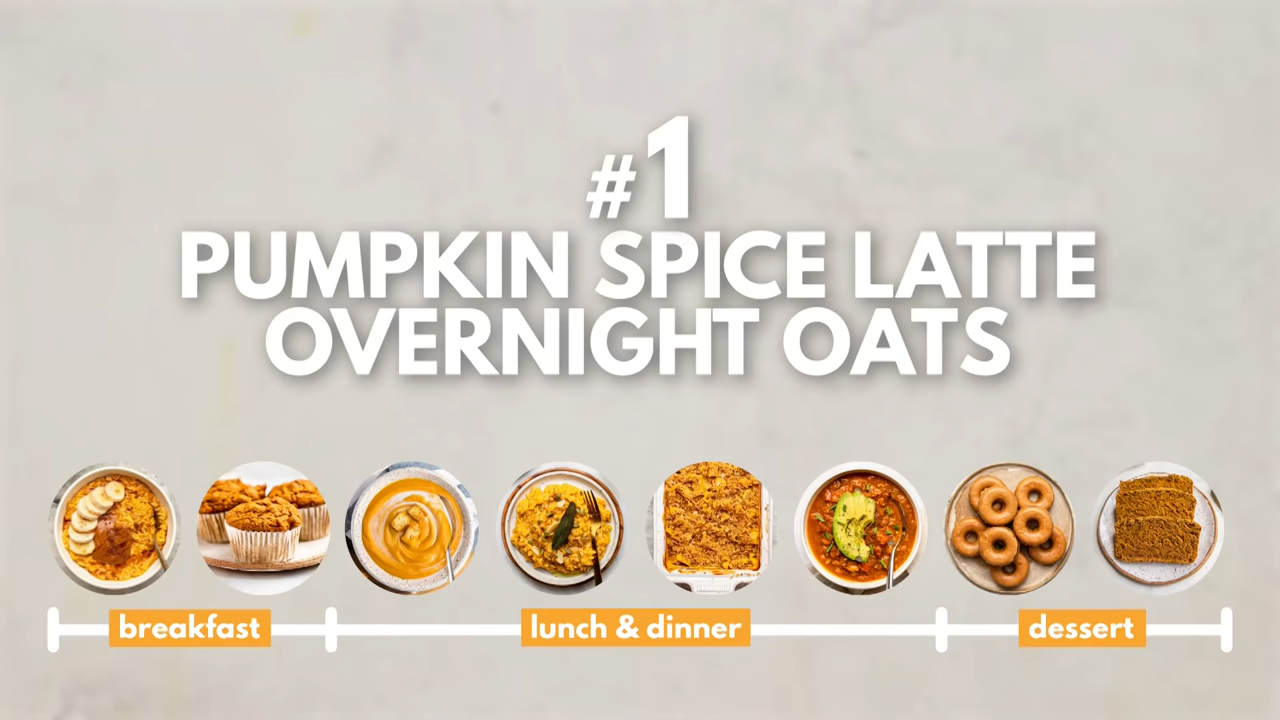 #1
PUMPKIN SPICE LATTE
OVERNIGHT OATS
breakfast
lunch & dinner
dessert